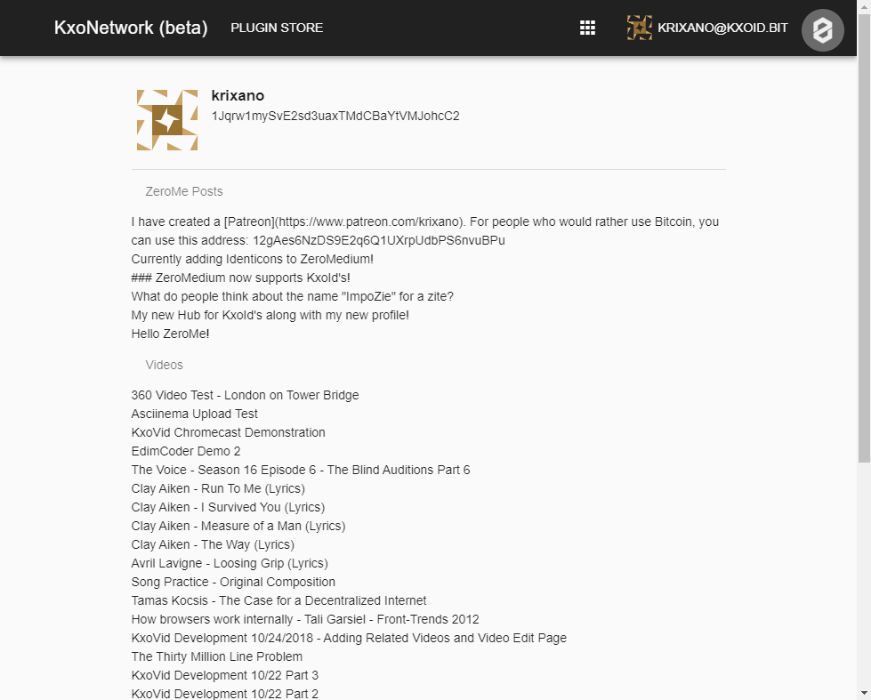 KxoNetwork (beta) PLUGIN STORE KRIXANO@KXOID.BIT
krixano
1Jqrw1mySvE2sd3uaxTMdCBaYtVMJohcC2
ZeroMe Posts
I have created a [Patreon](https://www.patreon.com/krixano). For people who would rather use Bitcoin, you
can use this address: 12gAes6NzDS9E2q6Q1UXrpUdbPS6nvuBPu
Currently adding Identicons to ZeroMedium!
### ZeroMedium now supports KxoId's!
What do people think about the name "ImpoZie" for a zite?
My new Hub for KxoId's along with my new profile!
Hello ZeroMe!
Videos
360 Video Test - London on Tower Bridge
Asciinema Upload Test
KxoVid Chromecast Demonstration
EdimCoder Demo 2
The Voice - Season 16 Episode 6 - The Blind Auditions Part 6
Clay Aiken - Run To Me (Lyrics)
Clay Aiken - I Survived You (Lyrics)
Clay Aiken - Measure of a Man (Lyrics)
Clay Aiken - The Way (Lyrics)
Avril Lavigne - Loosing Grip (Lyrics)
Song Practice - Original Composition
Tamas Kocsis - The Case for a Decentralized Internet
How browsers work internally - Tali Garsiel - Front-Trends 2012
KxoVid Development 10/24/2018 - Adding Related Videos and Video Edit Page
The Thirty Million Line Problem
KxoVid Development 10/22 Part 3
KxoVid Development 10/22 Part 2